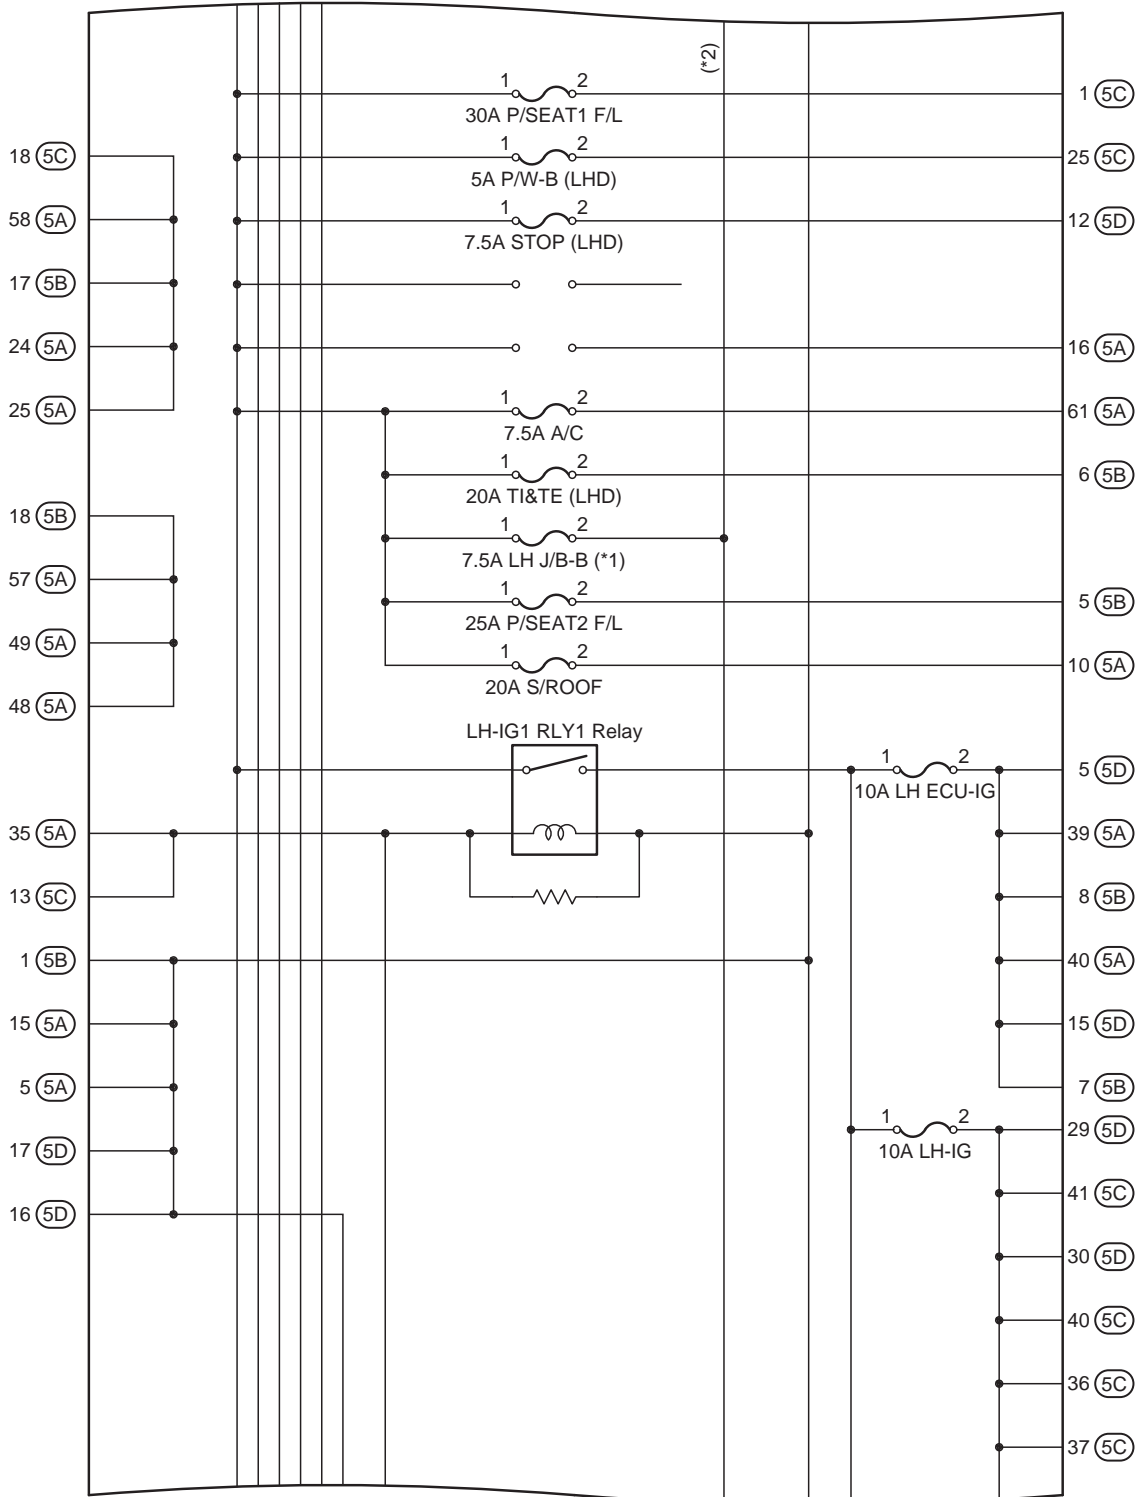 (*2)
1 2
30A P/SEAT1 F/L
1 5C
18 5C
1 2
5A P/W-B (LHD)
25 5C
58 5A
1 2
7.5A STOP (LHD)
12 5D
17 5B
24 5A
16 5A
25 5A
1 2
7.5A A/C
61 5A
1 2
20A TI&TE (LHD)
6 5B
18 5B
1 2
7.5A LH J/B-B (*1)
57 5A
1 2
25A P/SEAT2 F/L
5 5B
49 5A
1 2
20A S/ROOF
10 5A
48 5A
LH-IG1 RLY1 Relay
1 2
10A LH ECU-IG
5 5D
35 5A
39 5A
13 5C
8 5B
1 5B
40 5A
15 5A
15 5D
5 5A
7 5B
1 2
10A LH-IG
29 5D
17 5D
41 5C
16 5D
30 5D
40 5C
36 5C
37 5C